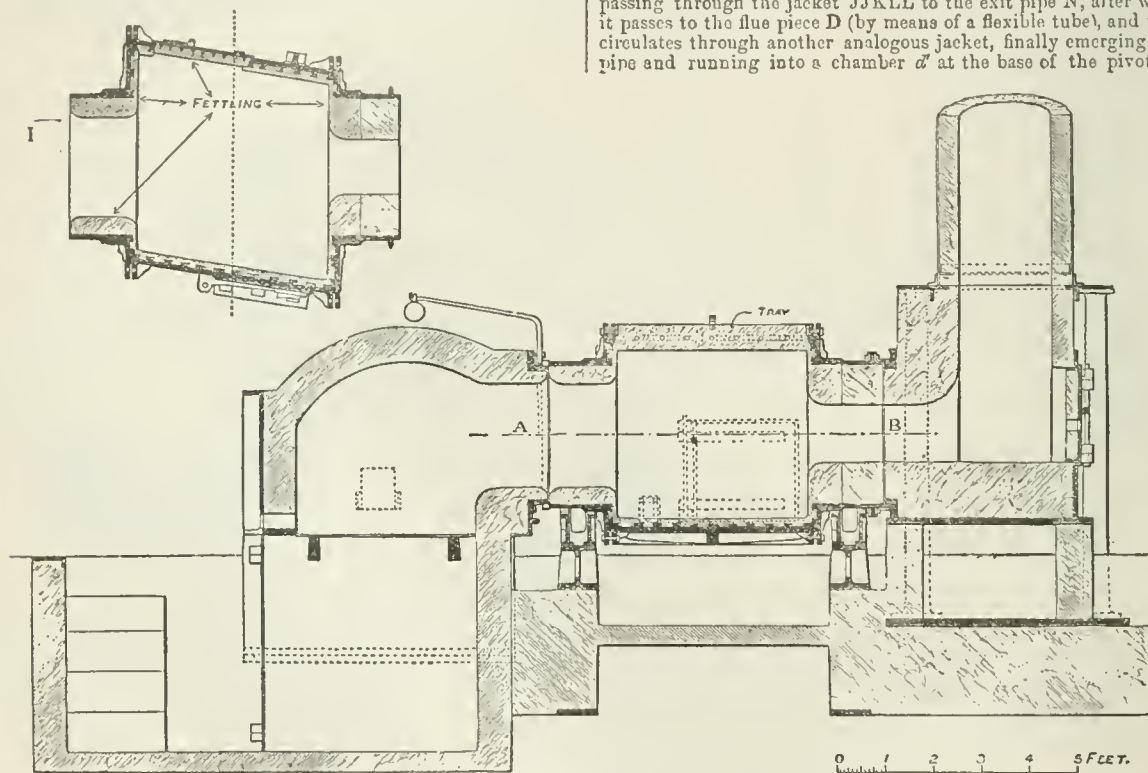 passing through the jacket JJKLL to the exit pipe N, after
it passes to the flue piece D (by means of a flexible tube), and
circulates through another analogous jacket, finally emerging
pipe and running into a chamber d' at the base of the pivot
FETTLING
I
TRAY
A
B
0 1 2 3 4 5 FEET.